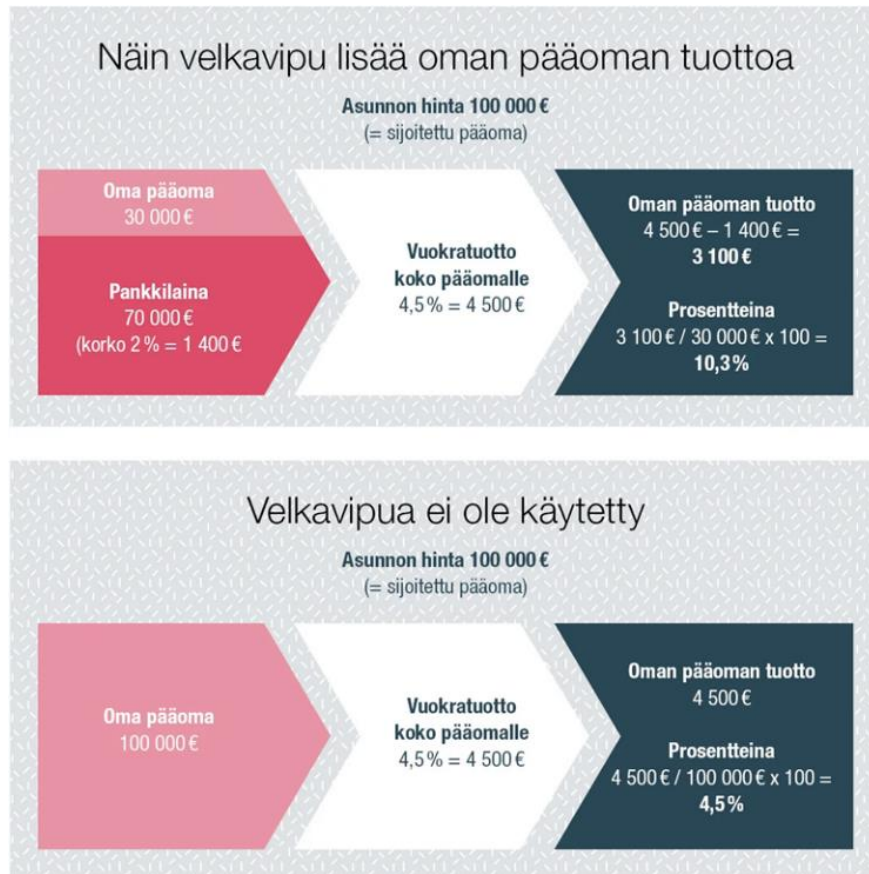 Näin velkavipu lisää oman pääoman tuottoa
Asunnon hinta 100 000 €
(= sijoitettu pääoma)
Oma pääoma
30 000 €
Pankkilaina
70 000 €
(korko 2 % = 1 400 €
Vuokratuotto
koko pääomalle
4,5 % = 4 500 €
Oman pääoman tuotto
4 500 € – 1 400 € =
3 100 €
Prosentteina
3 100 € / 30 000 € x 100 =
10,3 %
Velkavipua ei ole käytetty
Asunnon hinta 100 000 €
(= sijoitettu pääoma)
Oma pääoma
100 000 €
Vuokratuotto
koko pääomalle
4,5 % = 4 500 €
Oman pääoman tuotto
4 500 €
Prosentteina
4 500 € / 100 000 € x 100 =
4,5 %